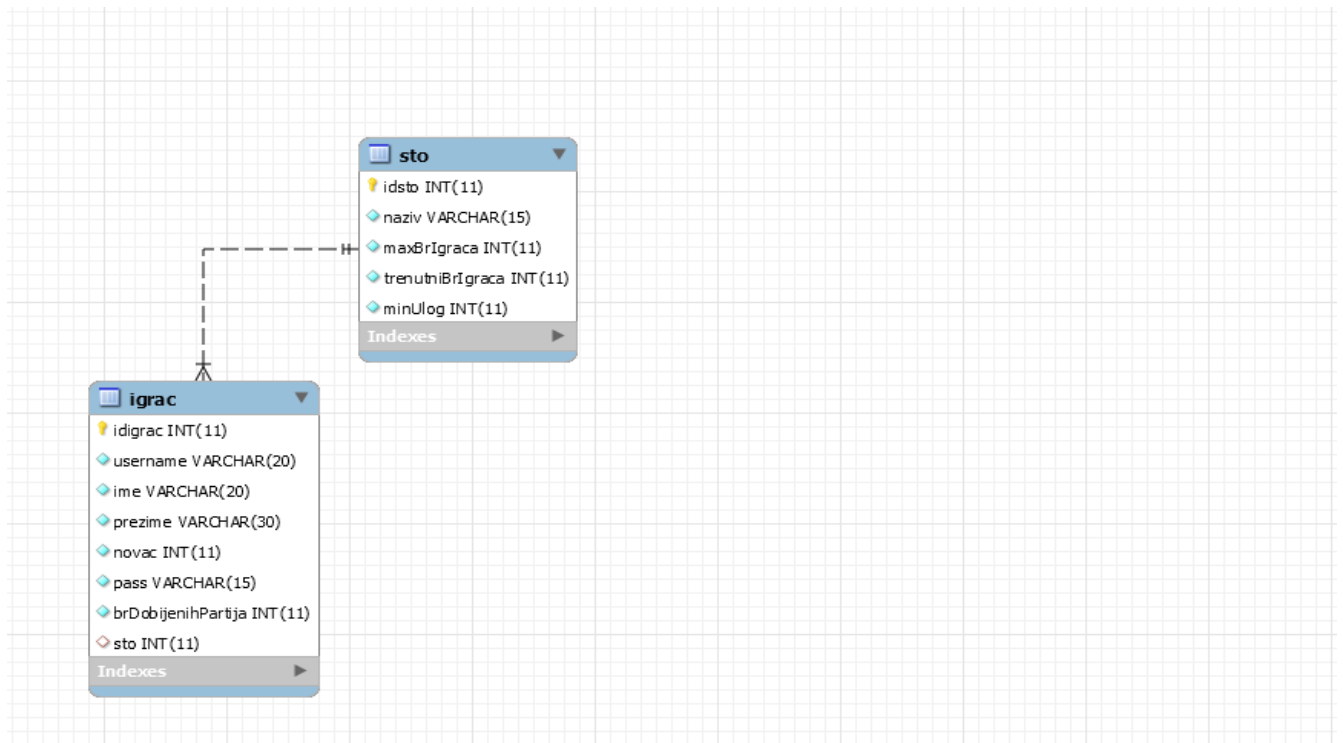 sto
idsto INT(11)
naziv VARCHAR(15)
maxBrIgraca INT(11)
trenutniBrIgraca INT(11)
minUlog INT(11)
Indexes
igrac
idigrac INT(11)
username VARCHAR(20)
ime VARCHAR(20)
prezime VARCHAR(30)
novac INT(11)
pass VARCHAR(15)
brDobijenihPartija INT(11)
sto INT(11)
Indexes